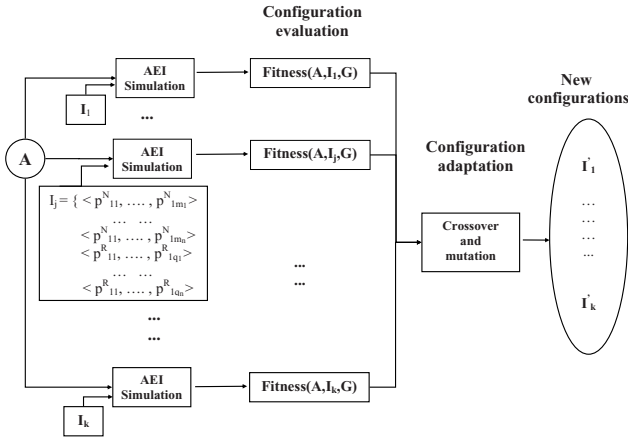 Configuration
evaluation
AEI
Simulation
Fitness(A,I₁,G)
I₁
...
New
configurations
A
AEI
Simulation
Fitness(A,Iⱼ,G)
Configuration
adaptation
Iⱼ = { < pᴺ₁₁, .... , pᴺ₁ₘ₁>
... ...
< pᴺ₁₁, .... , pᴺ₁ₘₙ>
< pᴿ₁₁, .... , pᴿ₁q₁>
... ...
< pᴿ₁₁, .... , pᴿ₁qₙ>
...
...
Crossover
and
mutation
I'₁
...
...
...
I'ₖ
...
...
AEI
Simulation
Fitness(A,Iₖ,G)
Iₖ